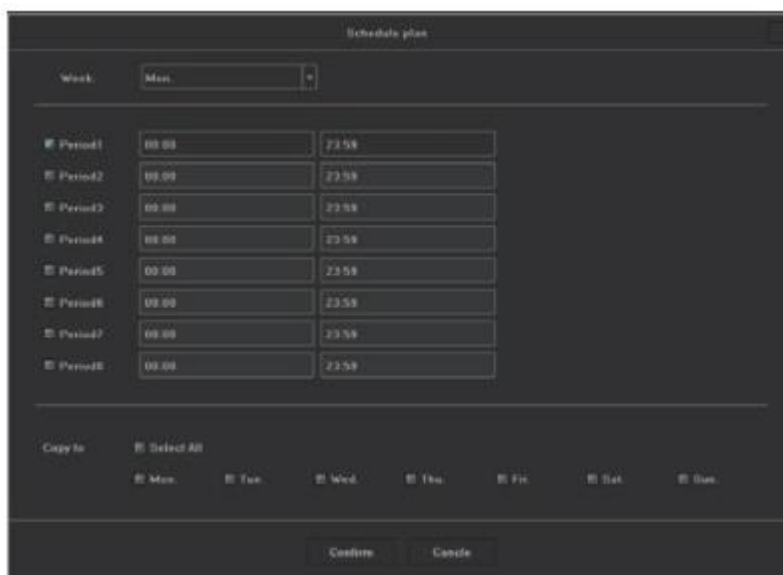 Schedule plan
Week Mon.
Period1 00:00 23:59
Period2 00:00 23:59
Period3 00:00 23:59
Period4 00:00 23:59
Period5 00:00 23:59
Period6 00:00 23:59
Period7 00:00 23:59
Period8 00:00 23:59
Copy to Select All
Mon. Tue. Wed. Thu. Fri. Sat. Sun.
Confirm Cancle